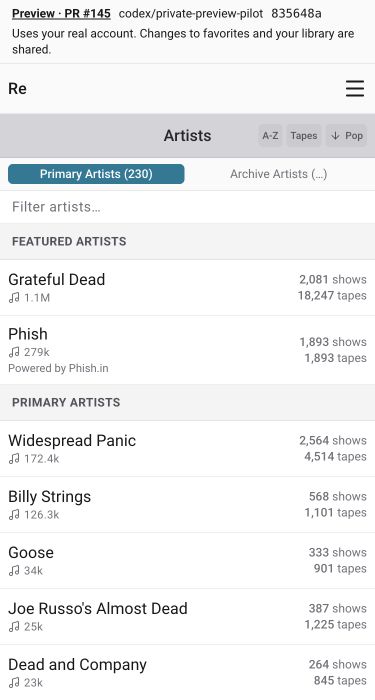 Preview · PR #145 codex/private-preview-pilot 835648a
Uses your real account. Changes to favorites and your library are
shared.
Re
Artists
A-Z Tapes ↓ Pop
Primary Artists (230) Archive Artists (…)
Filter artists…
FEATURED ARTISTS
Grateful Dead
1.1M
2,081 shows
18,247 tapes
Phish
279k
Powered by Phish.in
1,893 shows
1,893 tapes
PRIMARY ARTISTS
Widespread Panic
172.4k
2,564 shows
4,514 tapes
Billy Strings
126.3k
568 shows
1,101 tapes
Goose
34k
333 shows
901 tapes
Joe Russo's Almost Dead
25k
387 shows
1,225 tapes
Dead and Company
23k
264 shows
845 tapes